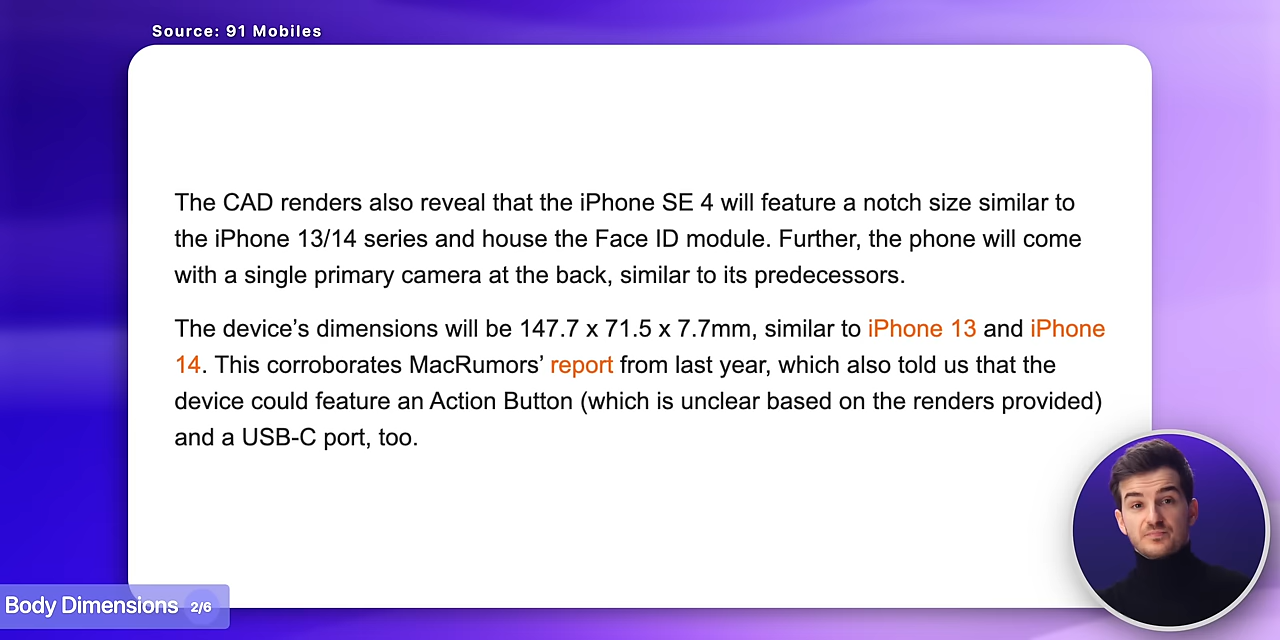 Source: 91 Mobiles
The CAD renders also reveal that the iPhone SE 4 will feature a notch size similar to
the iPhone 13/14 series and house the Face ID module. Further, the phone will come
with a single primary camera at the back, similar to its predecessors.
The device’s dimensions will be 147.7 x 71.5 x 7.7mm, similar to iPhone 13 and iPhone
14. This corroborates MacRumors’ report from last year, which also told us that the
device could feature an Action Button (which is unclear based on the renders provided)
and a USB-C port, too.
Body Dimensions 2/6